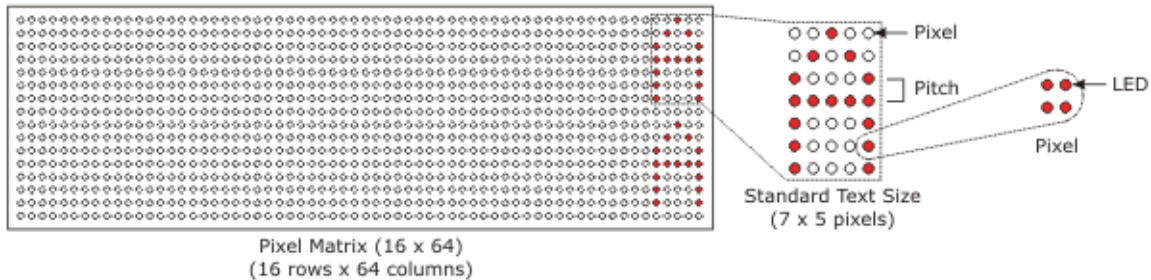 Pixel
Pitch
LED
Pixel
Standard Text Size
(7 x 5 pixels)
Pixel Matrix (16 x 64)
(16 rows x 64 columns)